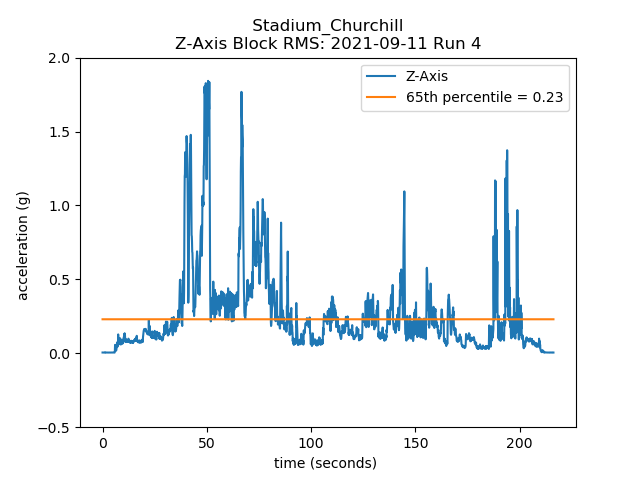 Stadium_Churchill
Z-Axis Block RMS: 2021-09-11 Run 4
Z-Axis
65th percentile = 0.23
acceleration (g)
2.0
1.5
1.0
0.5
0.0
−0.5
0 50 100 150 200
time (seconds)